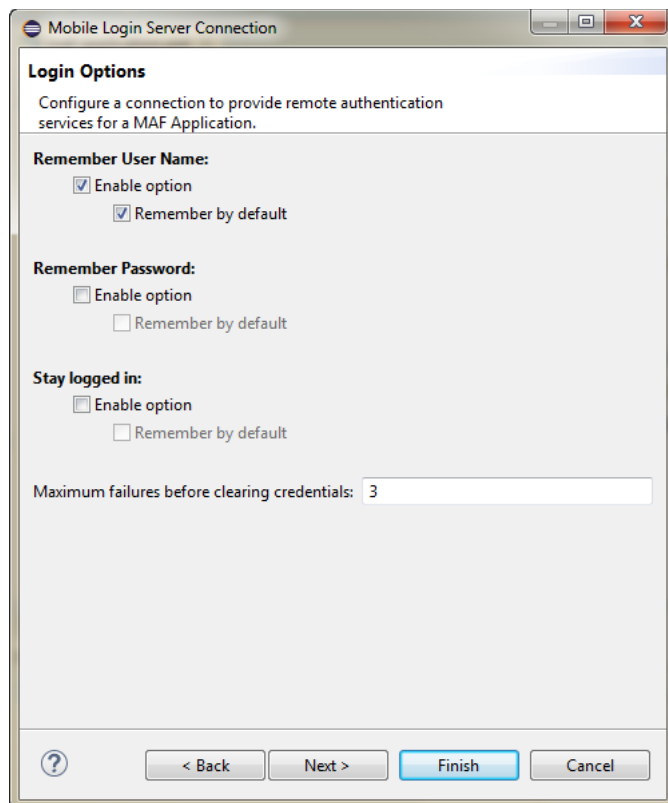 Mobile Login Server Connection
Login Options
Configure a connection to provide remote authentication
services for a MAF Application.
Remember User Name:
Enable option
Remember by default
Remember Password:
Enable option
Remember by default
Stay logged in:
Enable option
Remember by default
Maximum failures before clearing credentials: 3
? < Back Next > Finish Cancel